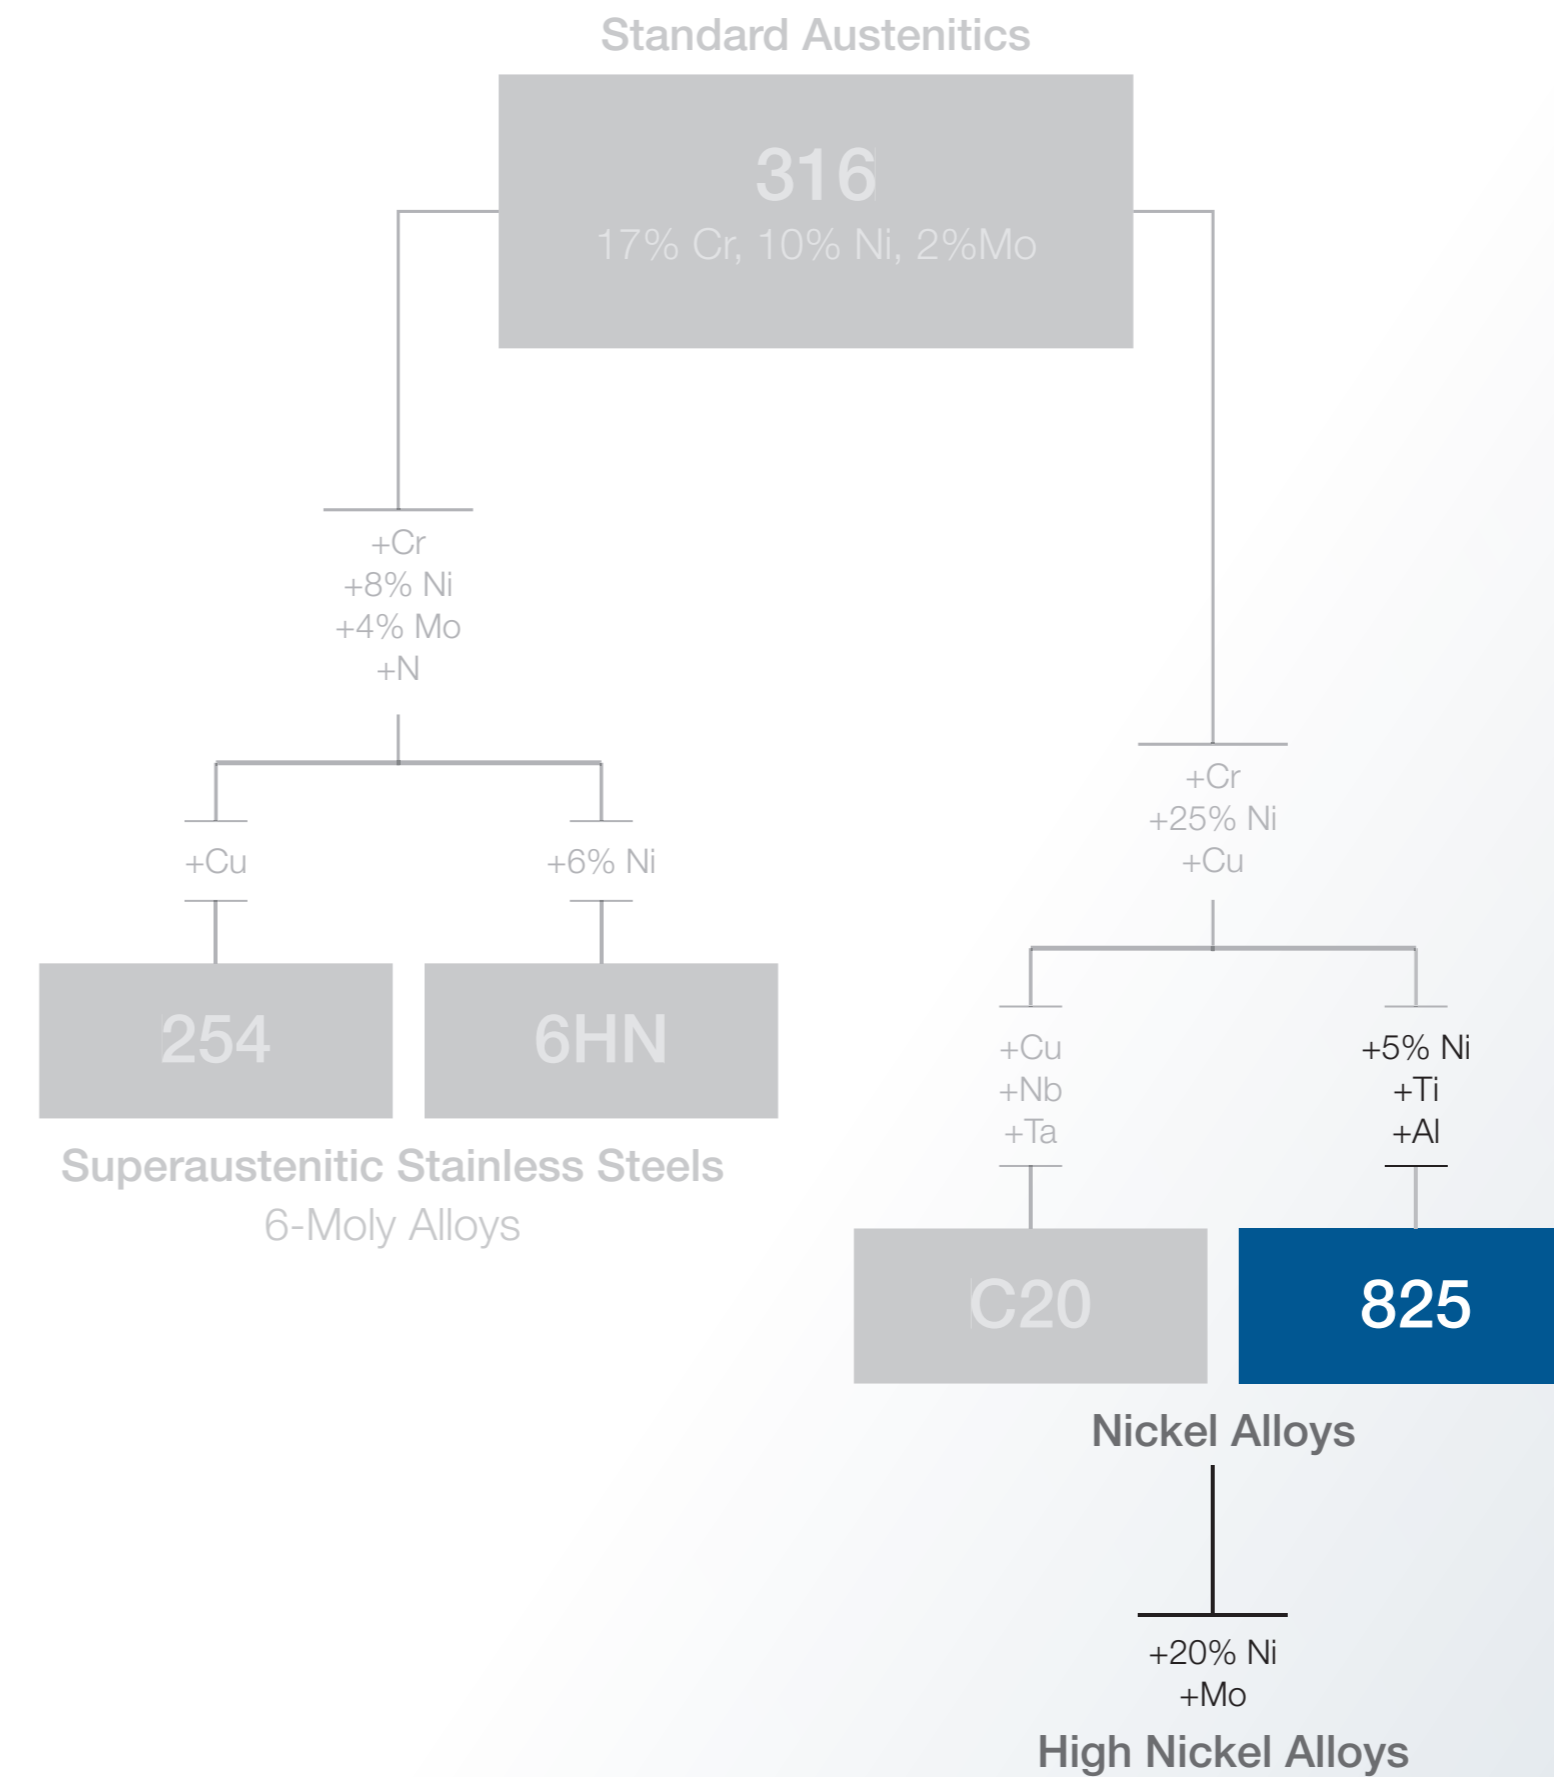 Standard Austenitics
316
17% Cr, 10% Ni, 2%Mo
+Cr
+8% Ni
+4% Mo
+N
+Cu
+6% Ni
254
6HN
Superaustenitic Stainless Steels
6-Moly Alloys
+Cr
+25% Ni
+Cu
+Cu
+Nb
+Ta
+5% Ni
+Ti
+Al
C20
825
Nickel Alloys
+20% Ni
+Mo
High Nickel Alloys